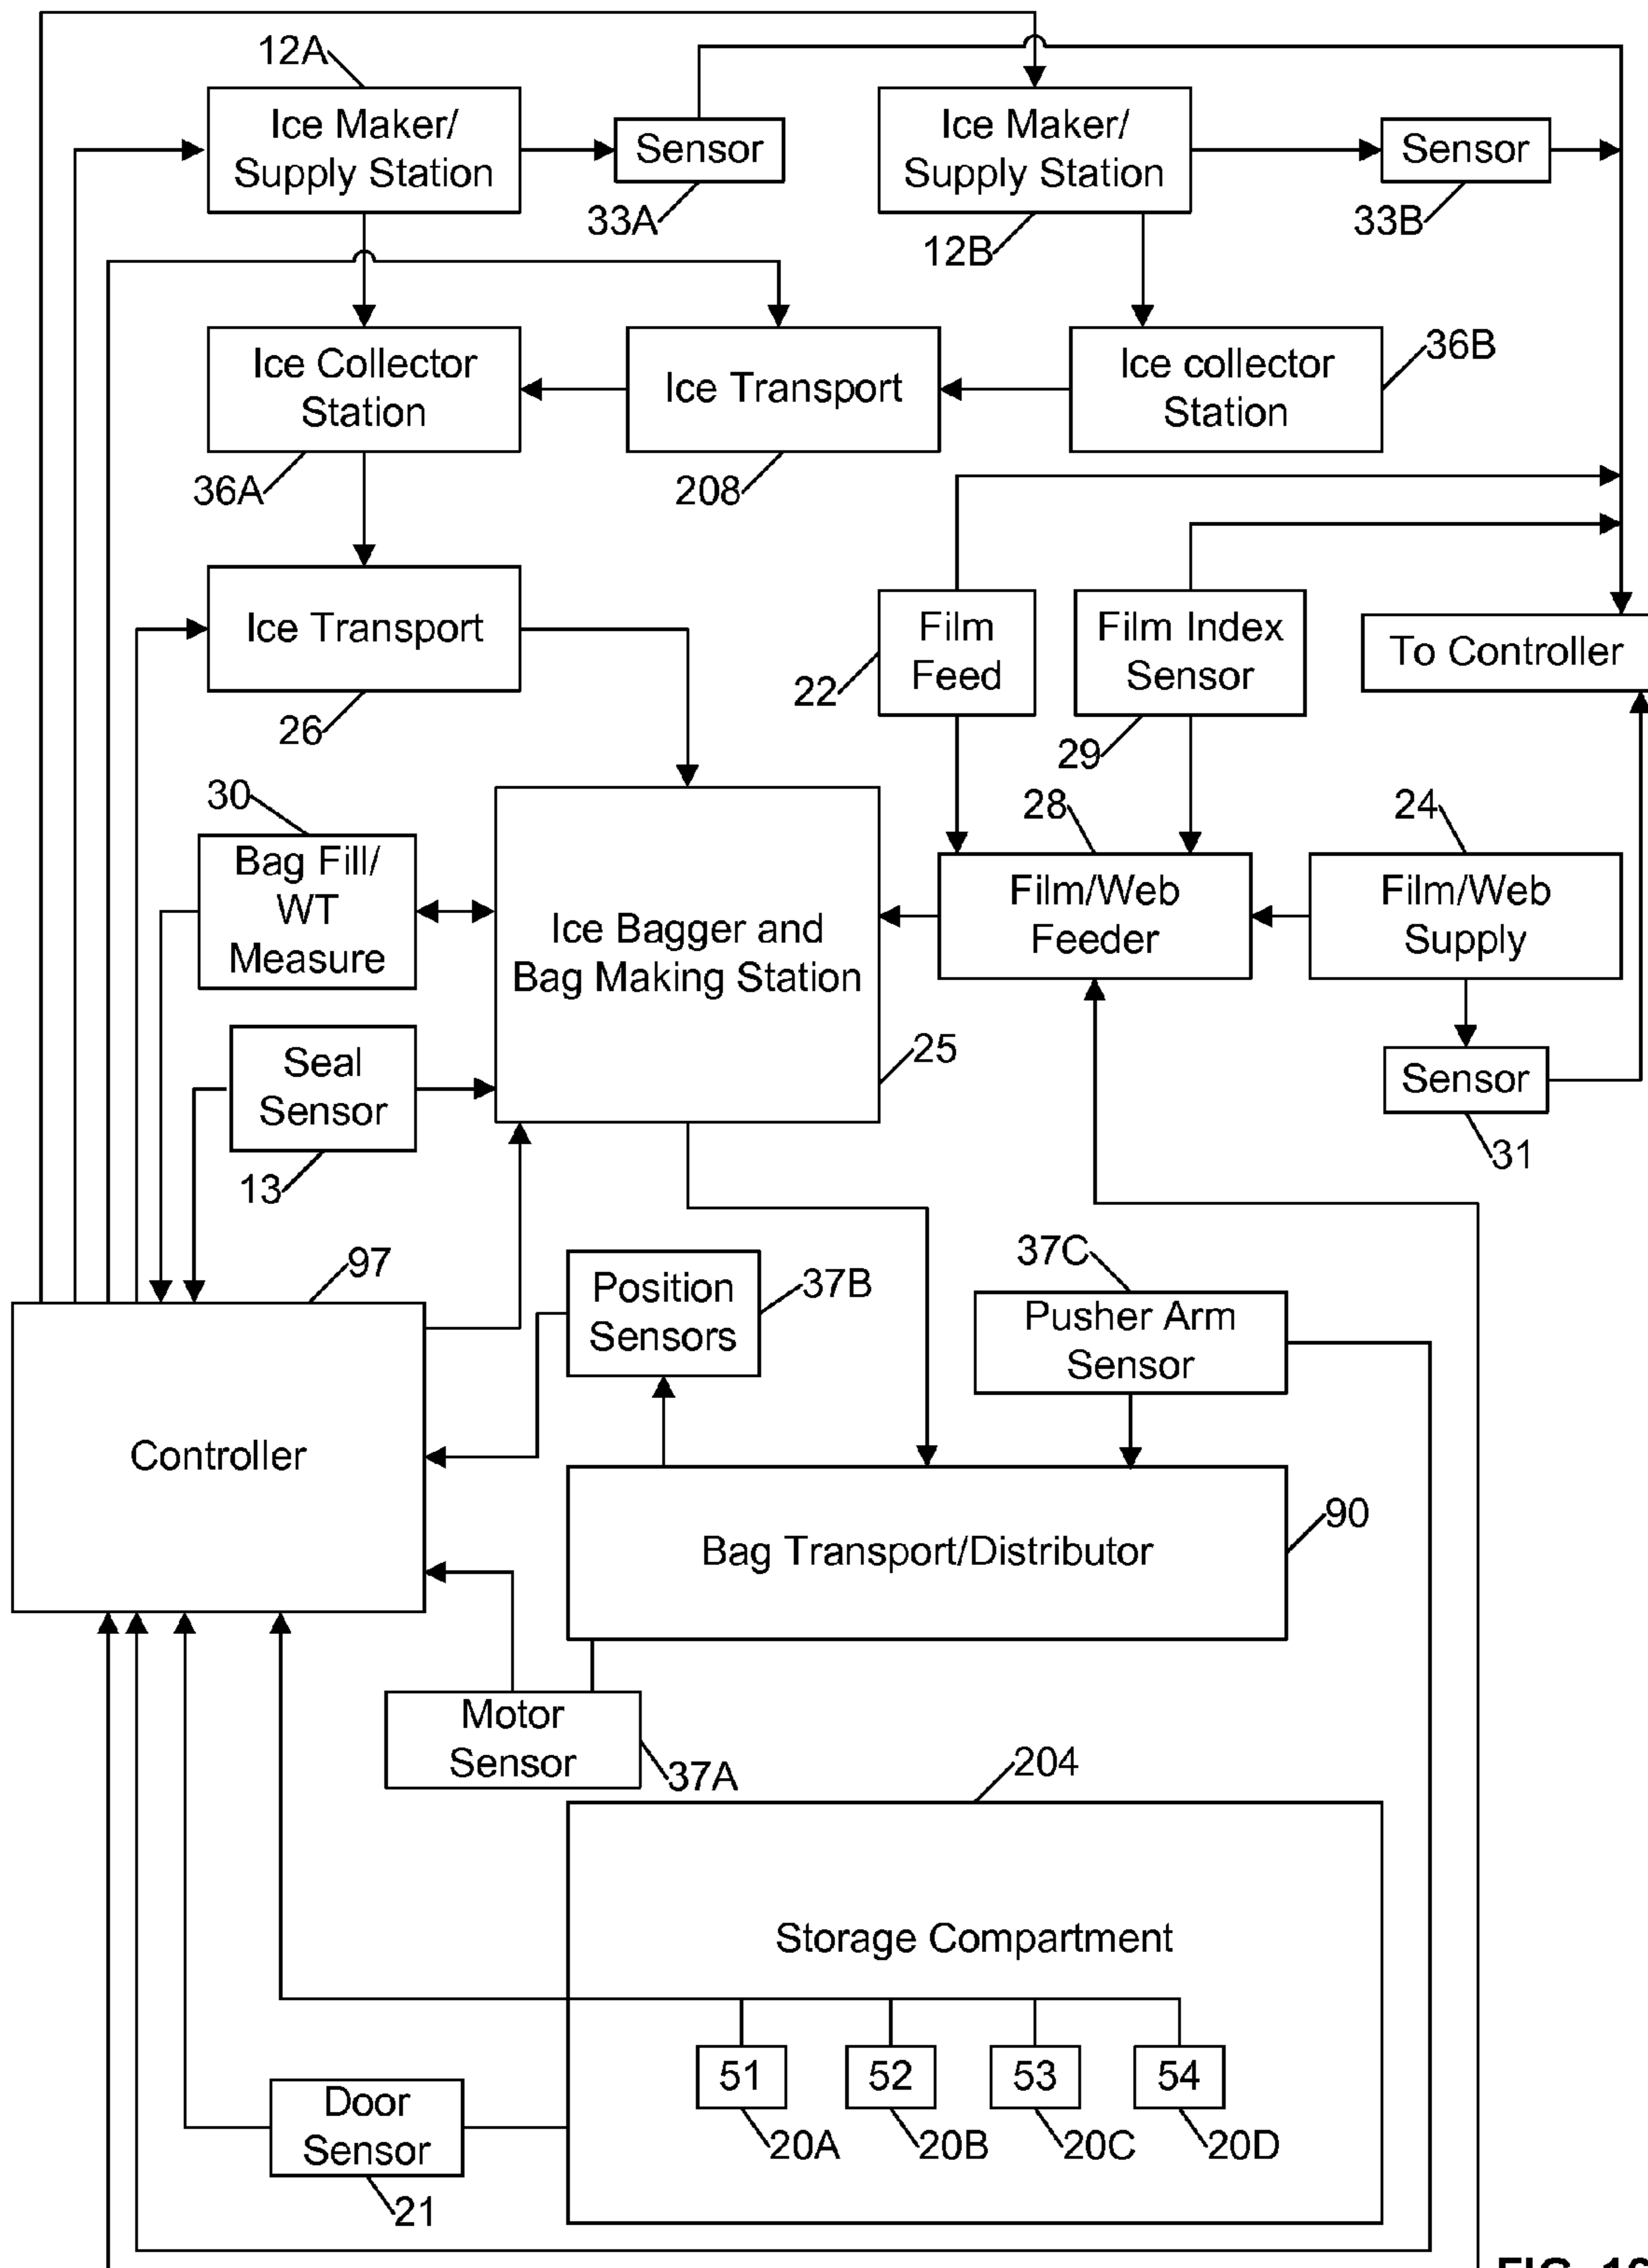 12A
Ice Maker/
Supply Station
Sensor
33A
Ice Maker/
Supply Station
12B
Sensor
33B
Ice Collector
Station
36A
Ice Transport
208
Ice collector
Station
36B
Ice Transport
26
Film
Feed
22
Film Index
Sensor
29
To Controller
30
Bag Fill/
WT
Measure
Ice Bagger and
Bag Making Station
25
28
Film/Web
Feeder
24
Film/Web
Supply
Sensor
31
Seal
Sensor
13
97
Controller
Position
Sensors
37B
37C
Pusher Arm
Sensor
Bag Transport/Distributor
90
Motor
Sensor
37A
204
Storage Compartment
51
52
53
54
20A
20B
20C
20D
Door
Sensor
21